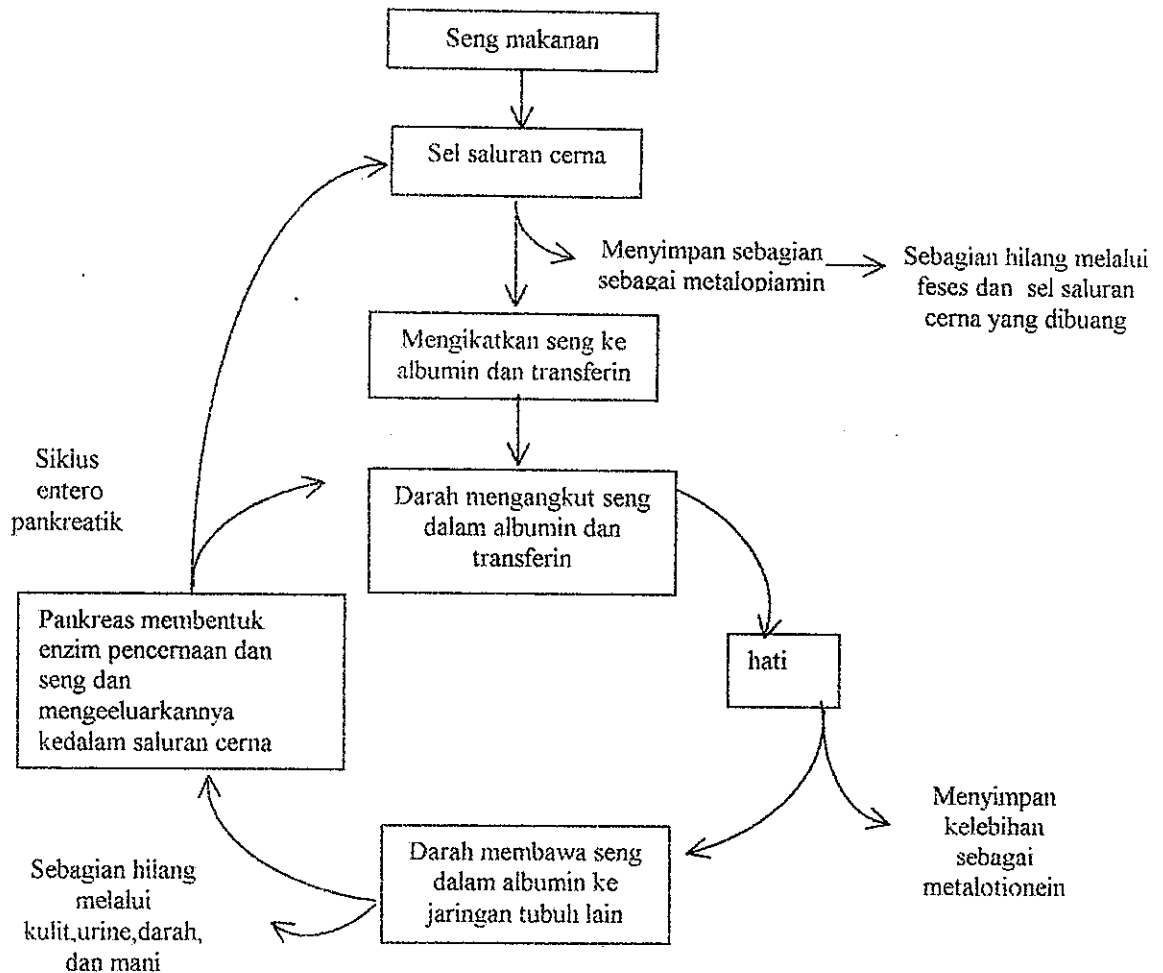 Seng makanan
Sel saluran cerna
Menyimpan sebagian
sebagai metalopiamin
Sebagian hilang melalui
feses dan sel saluran
cerna yang dibuang
Mengikatkan seng ke
albumin dan transferin
Siklus
entero
pankreatik
Darah mengangkut seng
dalam albumin dan
transferin
Pankreas membentuk
enzim pencernaan dan
seng dan
mengeeluarkannya
kedalam saluran cerna
hati
Menyimpan
kelebihan
sebagai
metalotionein
Darah membawa seng
dalam albumin ke
jaringan tubuh lain
Sebagian hilang
melalui
kulit,urine,darah,
dan mani